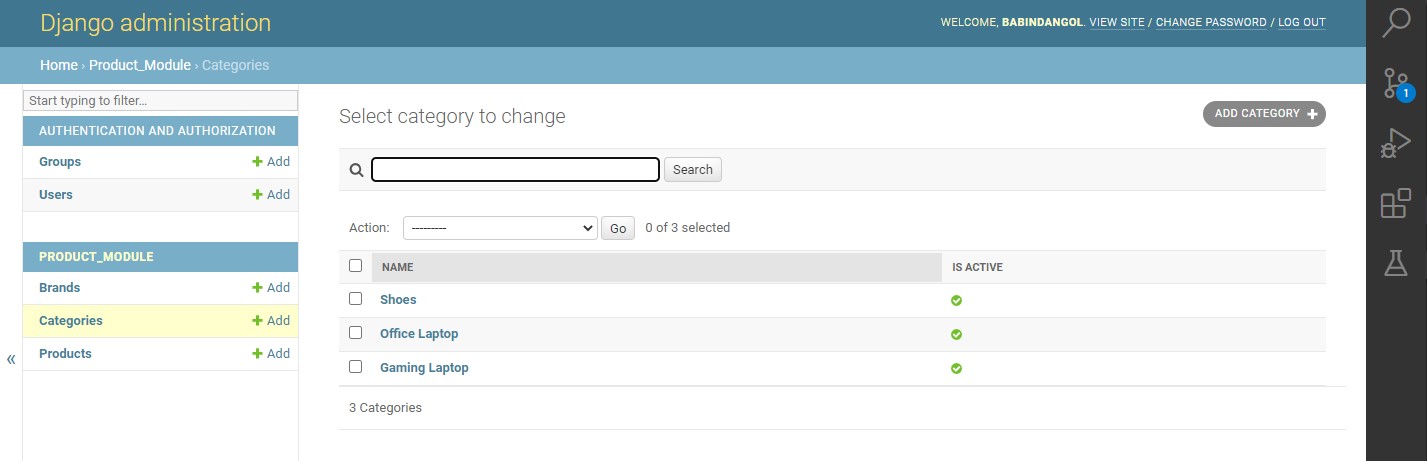 Django administration
WELCOME, BABINDANGOL. VIEW SITE / CHANGE PASSWORD / LOG OUT
Home › Product_Module › Categories
Start typing to filter...
AUTHENTICATION AND AUTHORIZATION
Groups + Add
Users + Add
PRODUCT_MODULE
Brands + Add
Categories + Add
Products + Add
«
Select category to change
ADD CATEGORY +
Search
Action: --------- Go 0 of 3 selected
NAME IS ACTIVE
Shoes
Office Laptop
Gaming Laptop
3 Categories
1